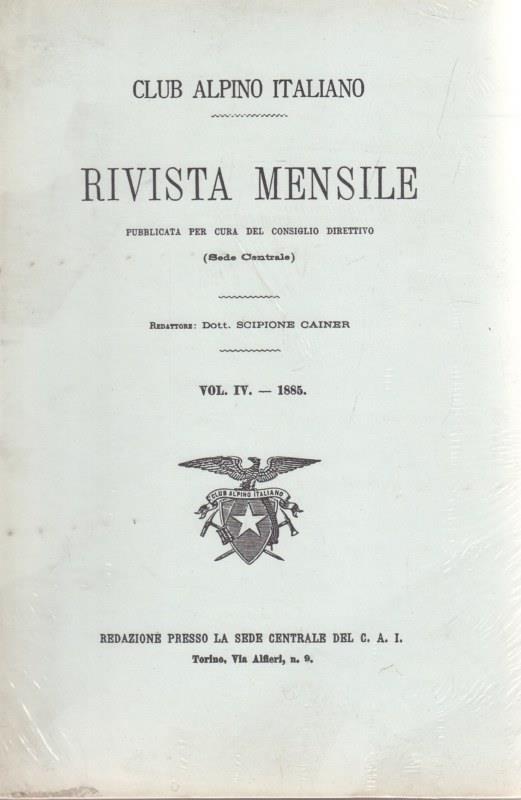 CLUB ALPINO ITALIANO
RIVISTA MENSILE
PUBBLICATA PER CURA DEL CONSIGLIO DIRETTIVO
(Sede Centrale)
REDATTORE: Dott. SCIPIONE CAINER
VOL. IV. — 1885.
CLUB ALPINO ITALIANO
REDAZIONE PRESSO LA SEDE CENTRALE DEL C. A. I.
Torino, Via Alfieri, n. 9.